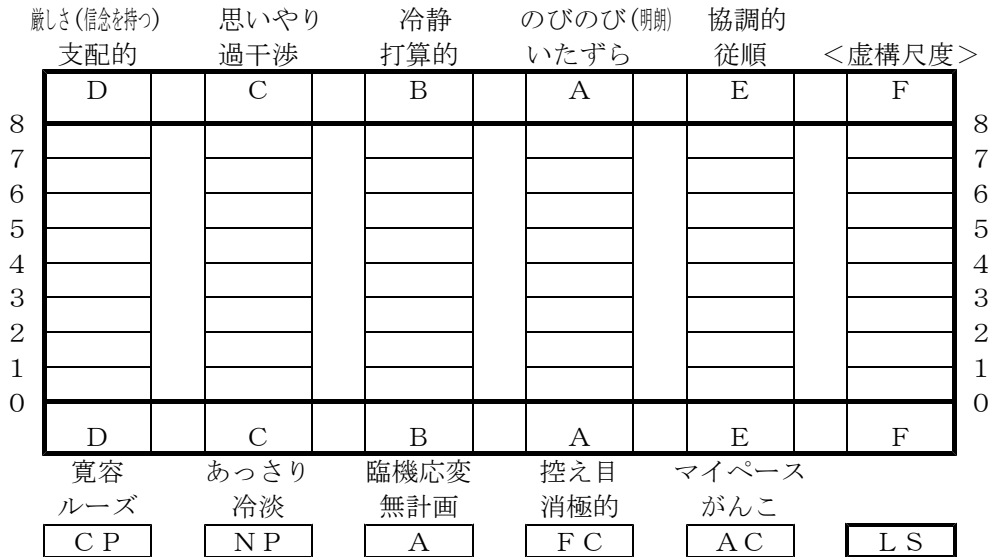 厳しさ(信念を持つ) 思いやり 冷静 のびのび(明朗) 協調的
支配的 過干渉 打算的 いたずら 従順 <虚構尺度>
D C B A E F
8 8
7 7
6 6
5 5
4 4
3 3
2 2
1 1
0 0
D C B A E F
寛容 あっさり 臨機応変 控え目 マイペース
ルーズ 冷淡 無計画 消極的 がんこ
CP NP A FC AC LS